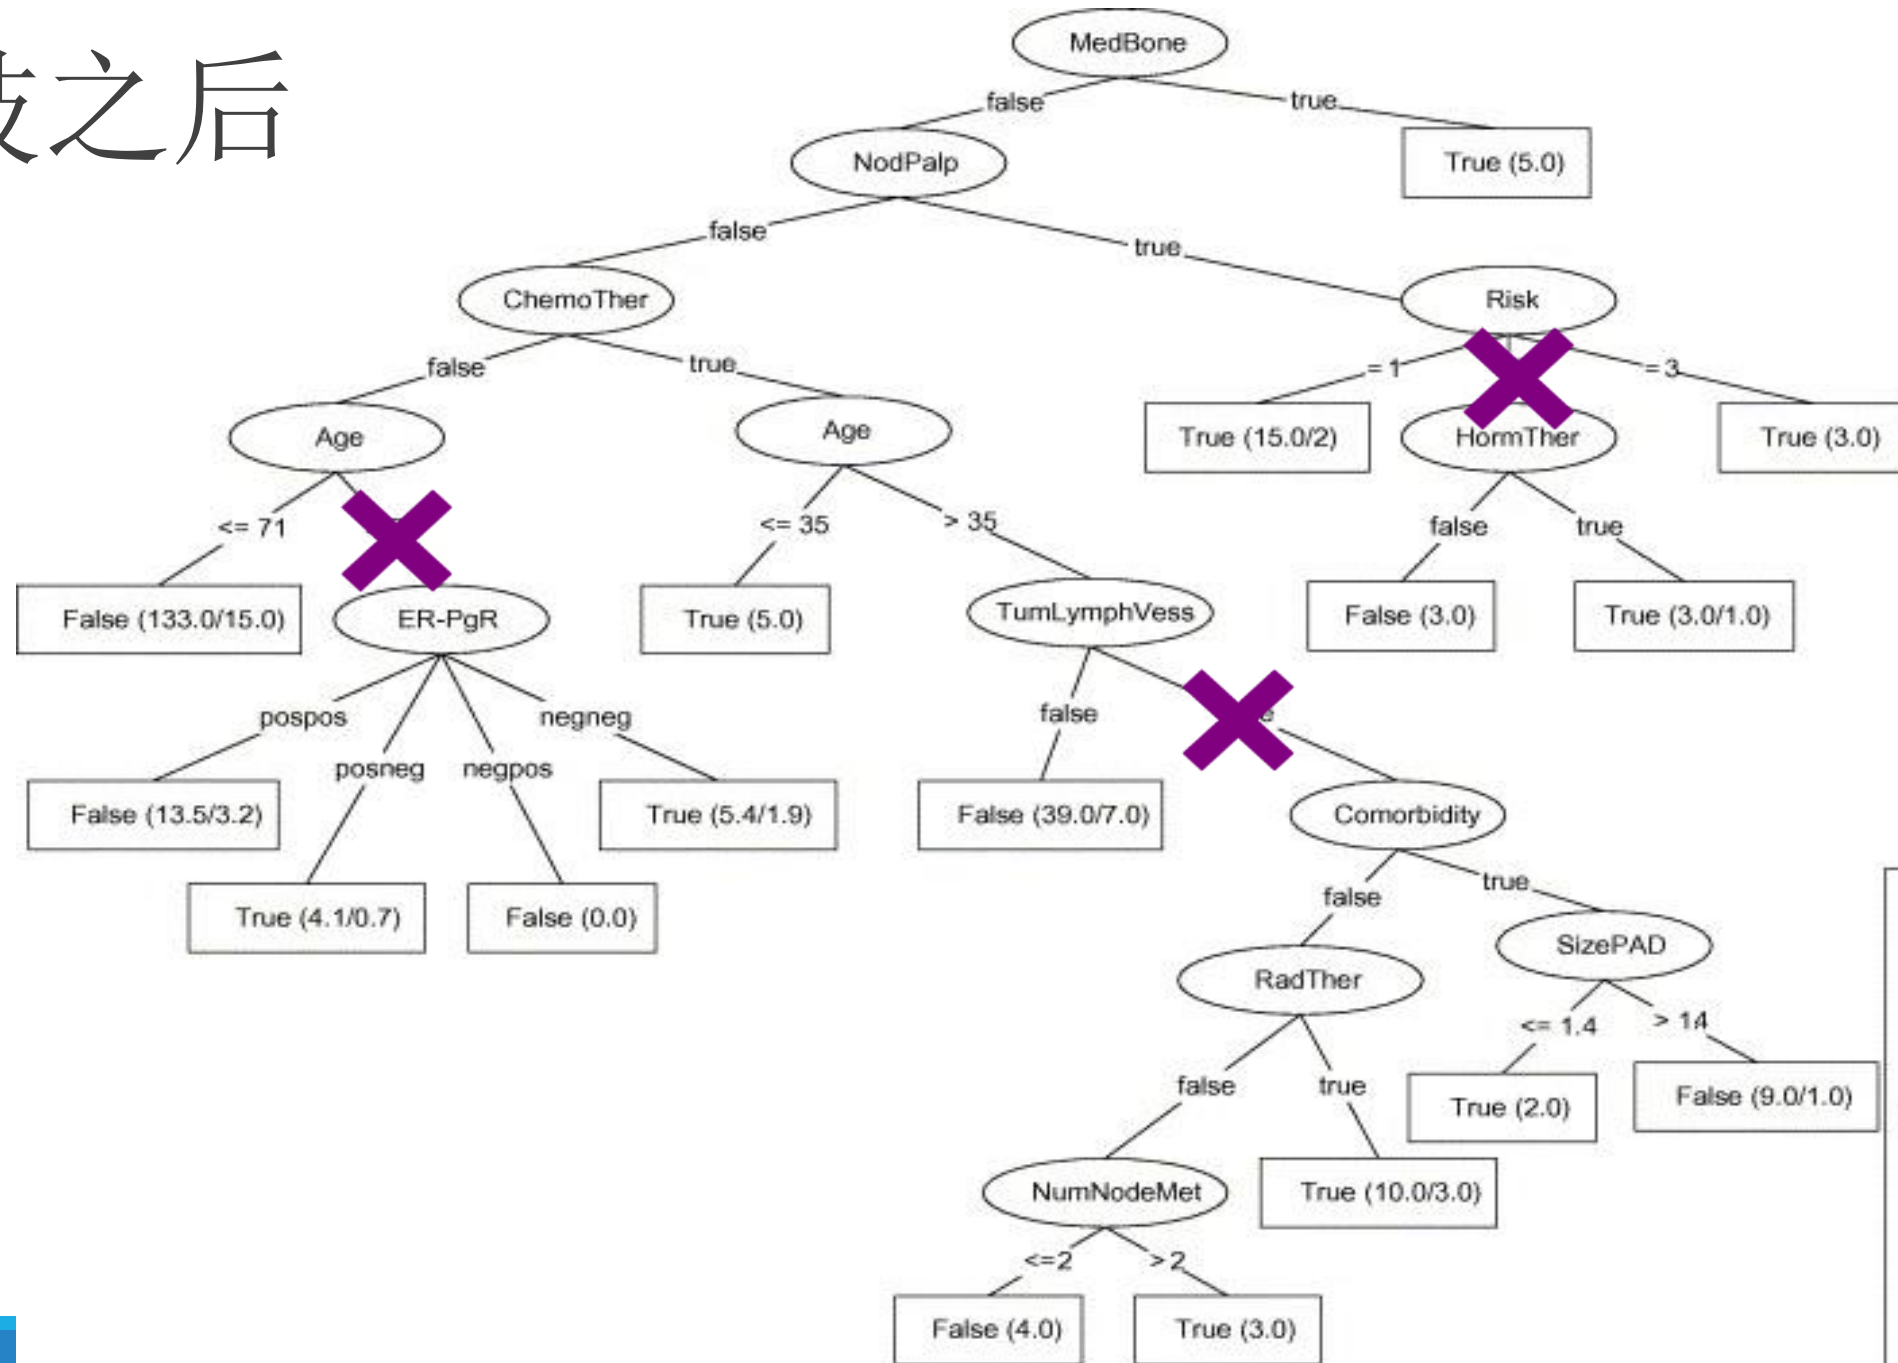 之后
MedBone
false
true
NodPalp
True (5.0)
false
true
ChemoTher
Risk
false
true
= 1
= 3
Age
Age
True (15.0/2)
HormTher
True (3.0)
<= 71
<= 35
> 35
false
true
False (133.0/15.0)
ER-PgR
True (5.0)
TumLymphVess
False (3.0)
True (3.0/1.0)
pospos
negneg
false
posneg
negpos
False (13.5/3.2)
True (5.4/1.9)
False (39.0/7.0)
Comorbidity
false
true
True (4.1/0.7)
False (0.0)
RadTher
SizePAD
<= 1.4
> 14
false
true
True (2.0)
False (9.0/1.0)
NumNodeMet
True (10.0/3.0)
<=2
>2
False (4.0)
True (3.0)